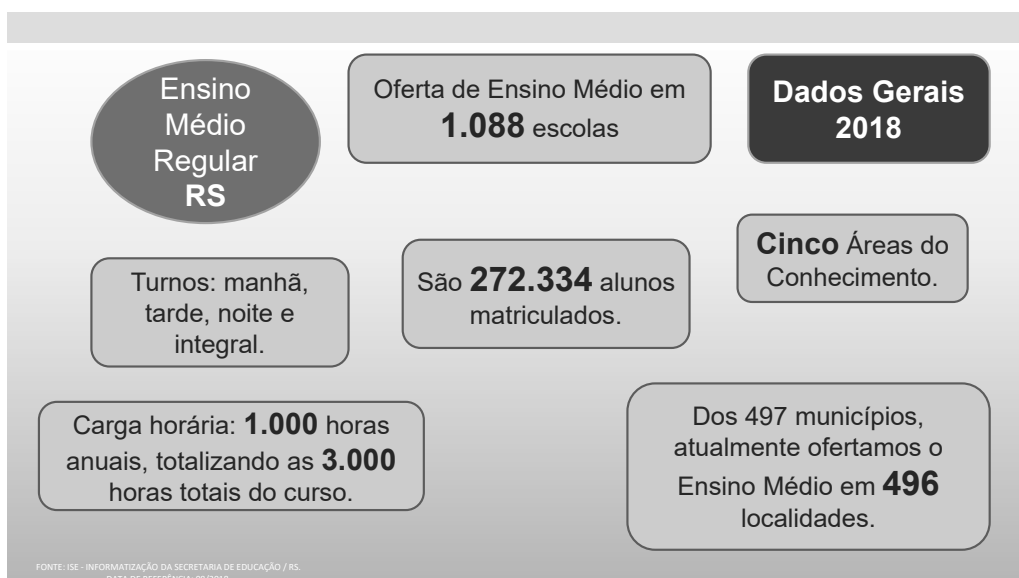 Ensino
Médio
Regular
RS
Oferta de Ensino Médio em
1.088 escolas
Dados Gerais
2018
Cinco Áreas do
Conhecimento.
Turnos: manhã,
tarde, noite e
integral.
São 272.334 alunos
matriculados.
Carga horária: 1.000 horas
anuais, totalizando as 3.000
horas totais do curso.
Dos 497 municípios,
atualmente ofertamos o
Ensino Médio em 496
localidades.
FONTE: ISE - INFORMATIZAÇÃO DA SECRETARIA DE EDUCAÇÃO / RS.
DATA DE REFERÊNCIA: